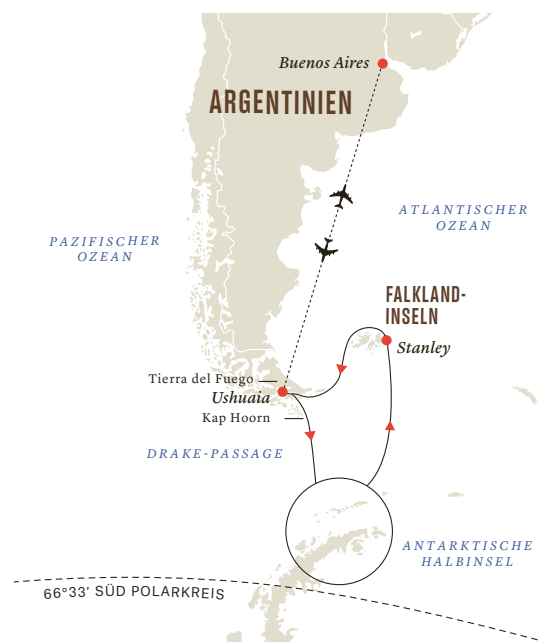 Buenos Aires
ARGENTINIEN
ATLANTISCHER
OZEAN
PAZIFISCHER
OZEAN
FALKLAND-
INSELN
Stanley
Tierra del Fuego
Ushuaia
Kap Hoorn
DRAKE-PASSAGE
ANTARKTISCHE
HALBINSEL
66°33' SÜD POLARKREIS